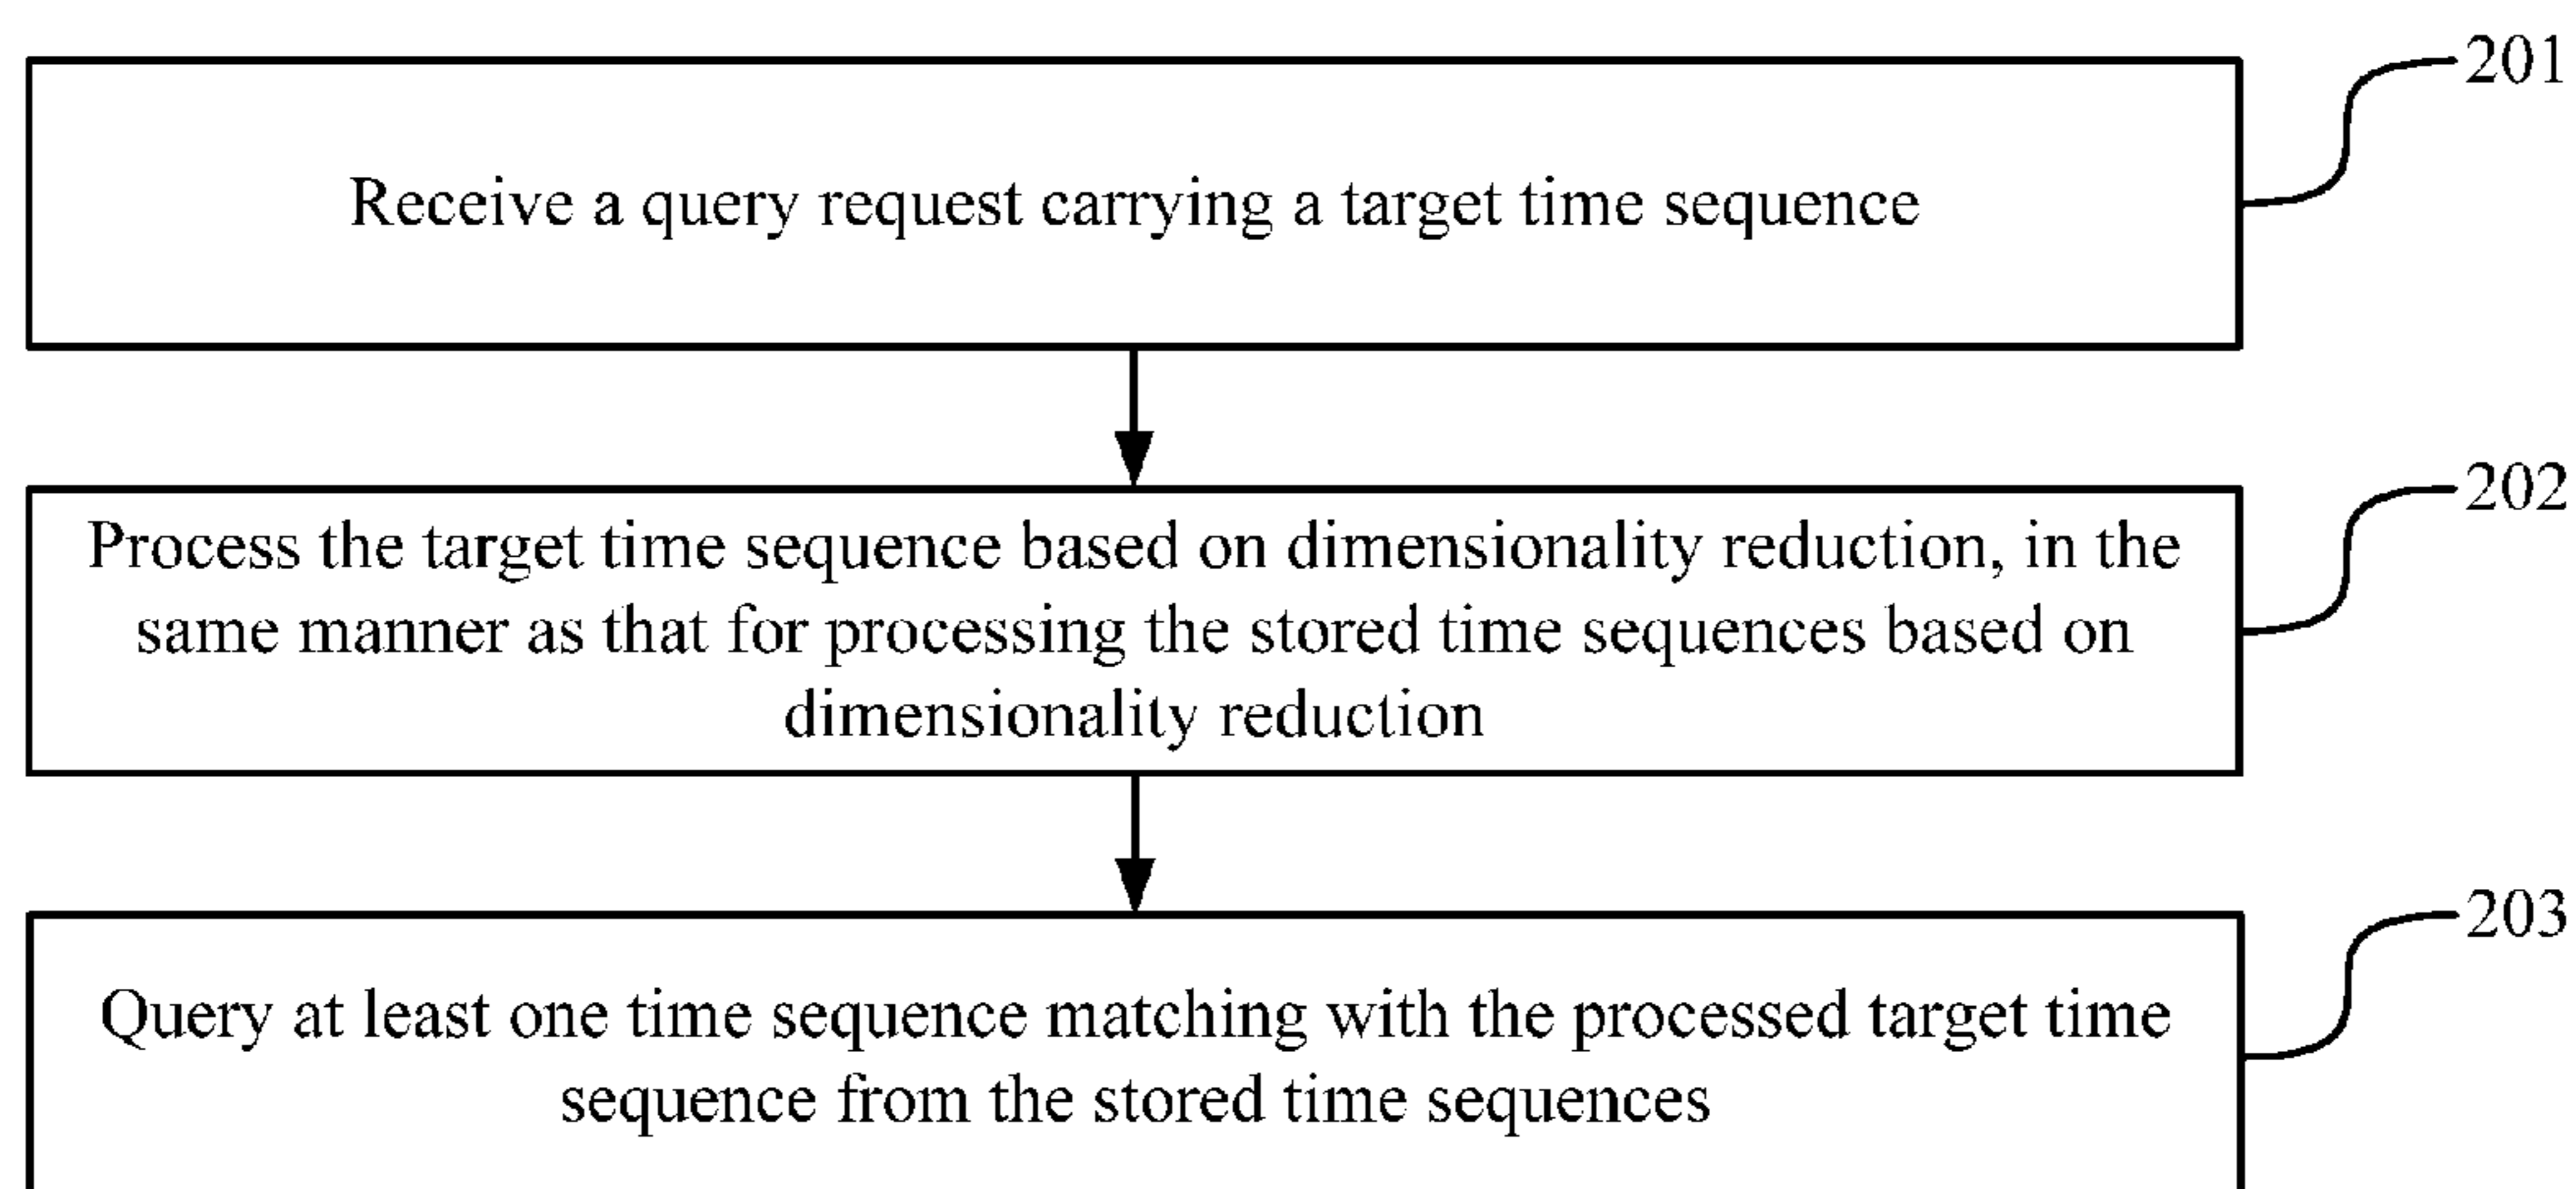 201
Receive a query request carrying a target time sequence
202
Process the target time sequence based on dimensionality reduction, in the
same manner as that for processing the stored time sequences based on
dimensionality reduction
203
Query at least one time sequence matching with the processed target time
sequence from the stored time sequences